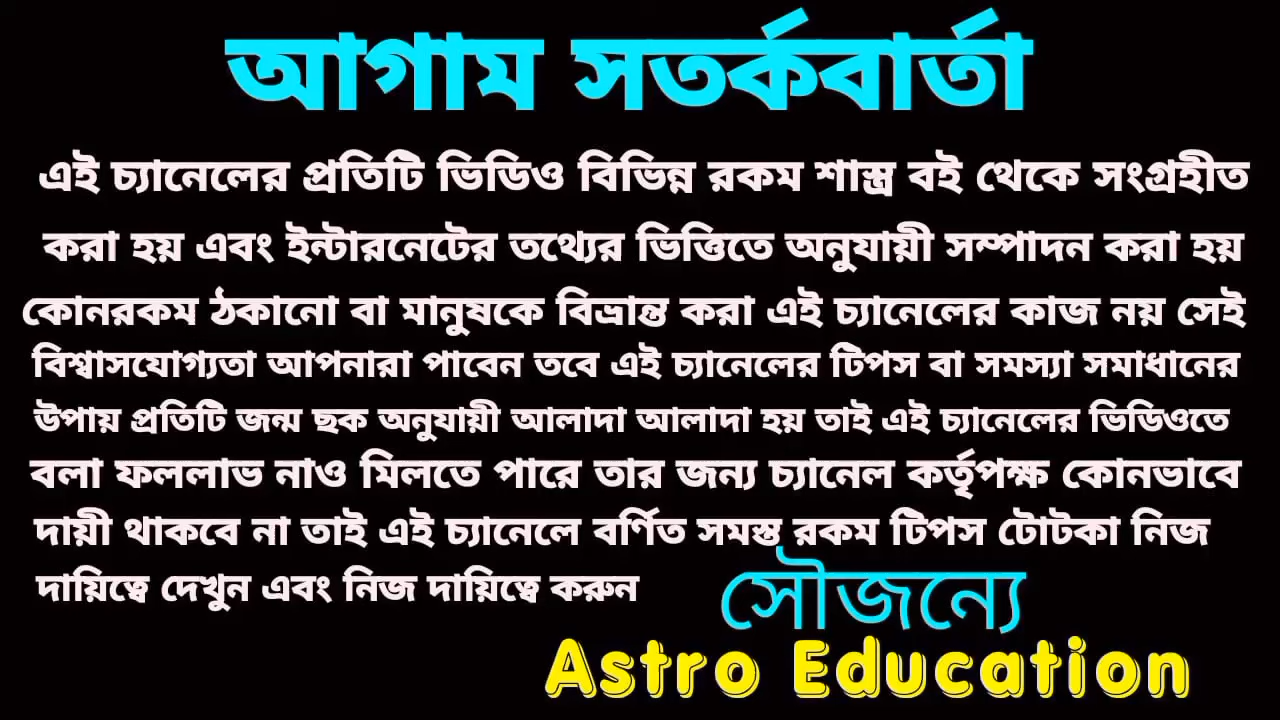 আগাম সতর্কবার্তা
এই চ্যানেলের প্রতিটি ভিডিও বিভিন্ন রকম শাস্ত্র বই থেকে সংগ্রহীত
করা হয় এবং ইন্টারনেটের তথ্যের ভিত্তিতে অনুযায়ী সম্পাদন করা হয়
কোনরকম ঠকানো বা মানুষকে বিভ্রান্ত করা এই চ্যানেলের কাজ নয় সেই
বিশ্বাসযোগ্যতা আপনারা পাবেন তবে এই চ্যানেলের টিপস বা সমস্যা সমাধানের
উপায় প্রতিটি জন্ম ছক অনুযায়ী আলাদা আলাদা হয় তাই এই চ্যানেলের ভিডিওতে
বলা ফললাভ নাও মিলতে পারে তার জন্য চ্যানেল কর্তৃপক্ষ কোনভাবে
দায়ী থাকবে না তাই এই চ্যানেলে বর্ণিত সমস্ত রকম টিপস টোটকা নিজ
দায়িত্বে দেখুন এবং নিজ দায়িত্বে করুন
সৌজন্যে
Astro Education